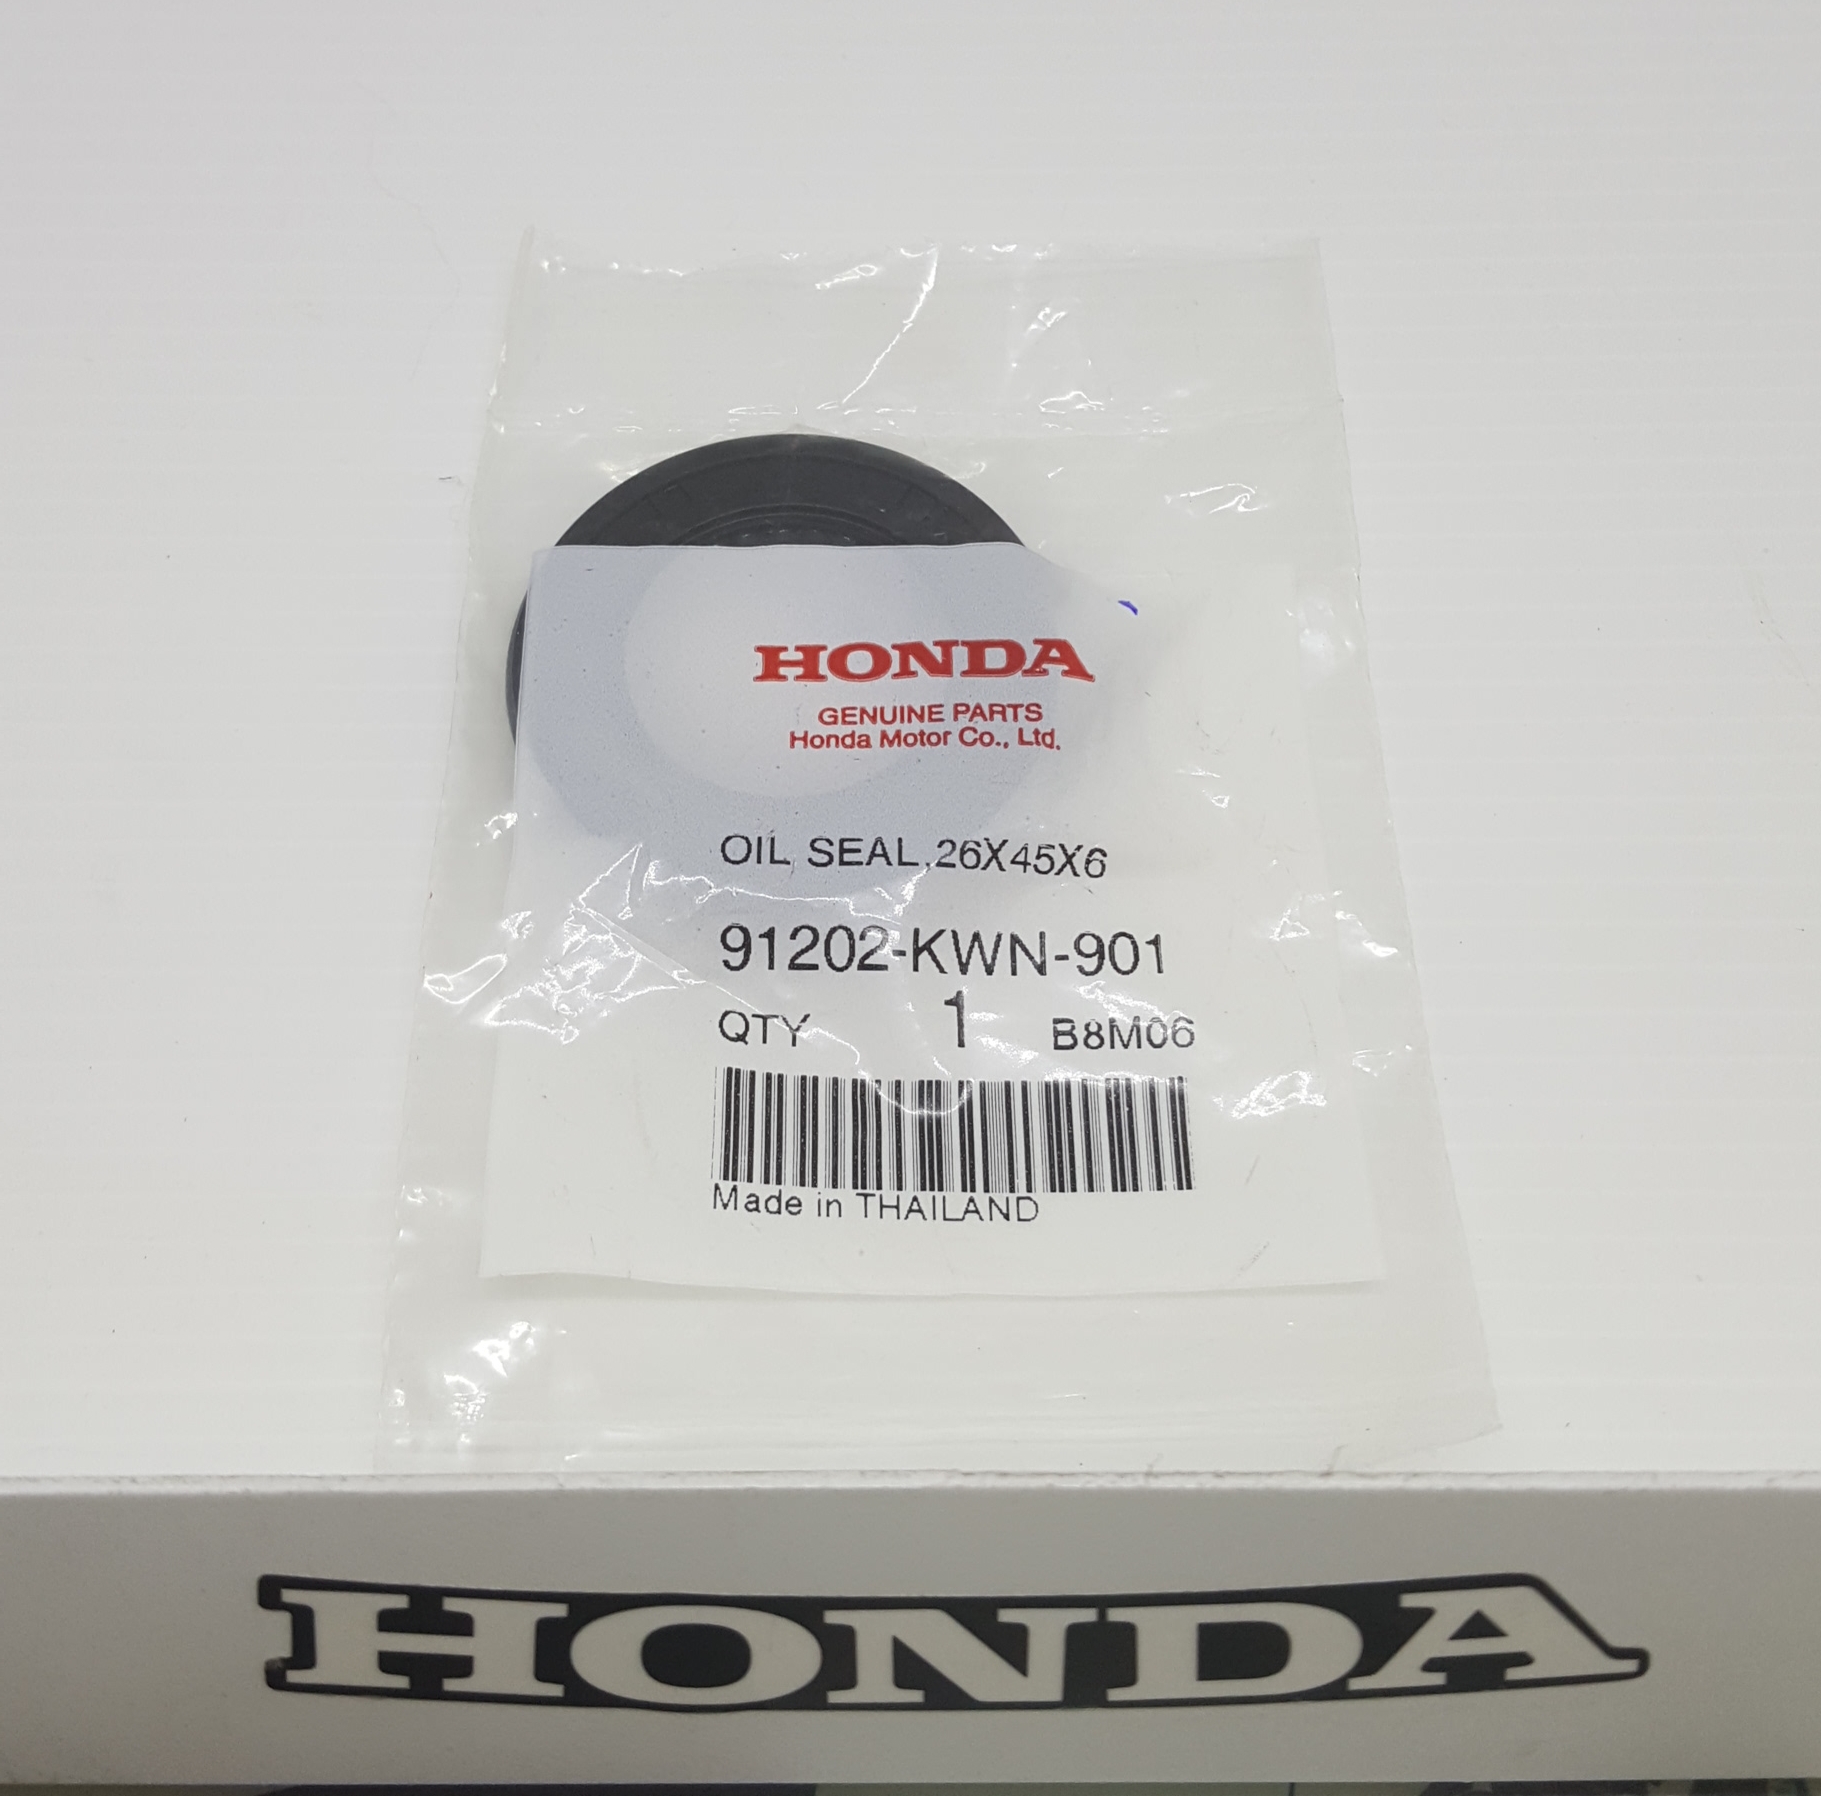 HONDA
GENUINE PARTS
Honda Motor Co., Ltd.
OIL SEAL,26X45X6
91202-KWN-901
QTY 1 B8M06
Made in THAILAND
HONDA